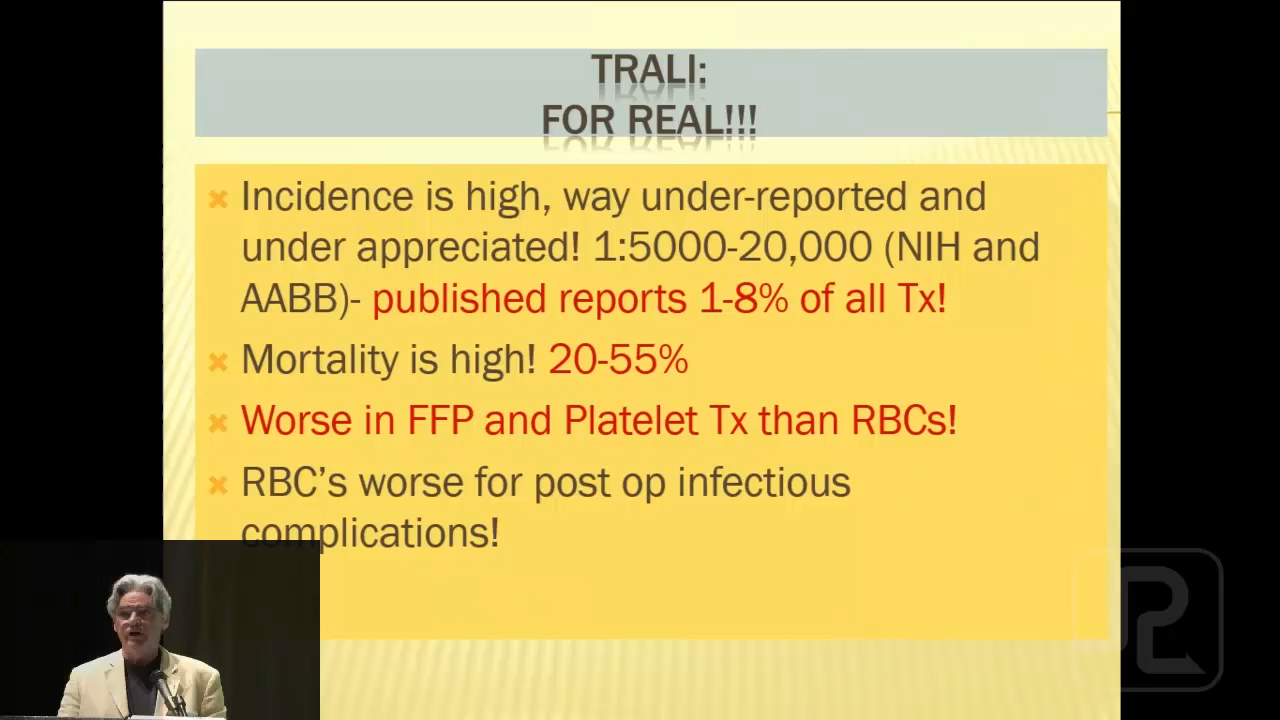 TRALI:
FOR REAL!!!
Incidence is high, way under-reported and
under appreciated! 1:5000-20,000 (NIH and
AABB)- published reports 1-8% of all Tx!
Mortality is high! 20-55%
Worse in FFP and Platelet Tx than RBCs!
RBC’s worse for post op infectious
complications!